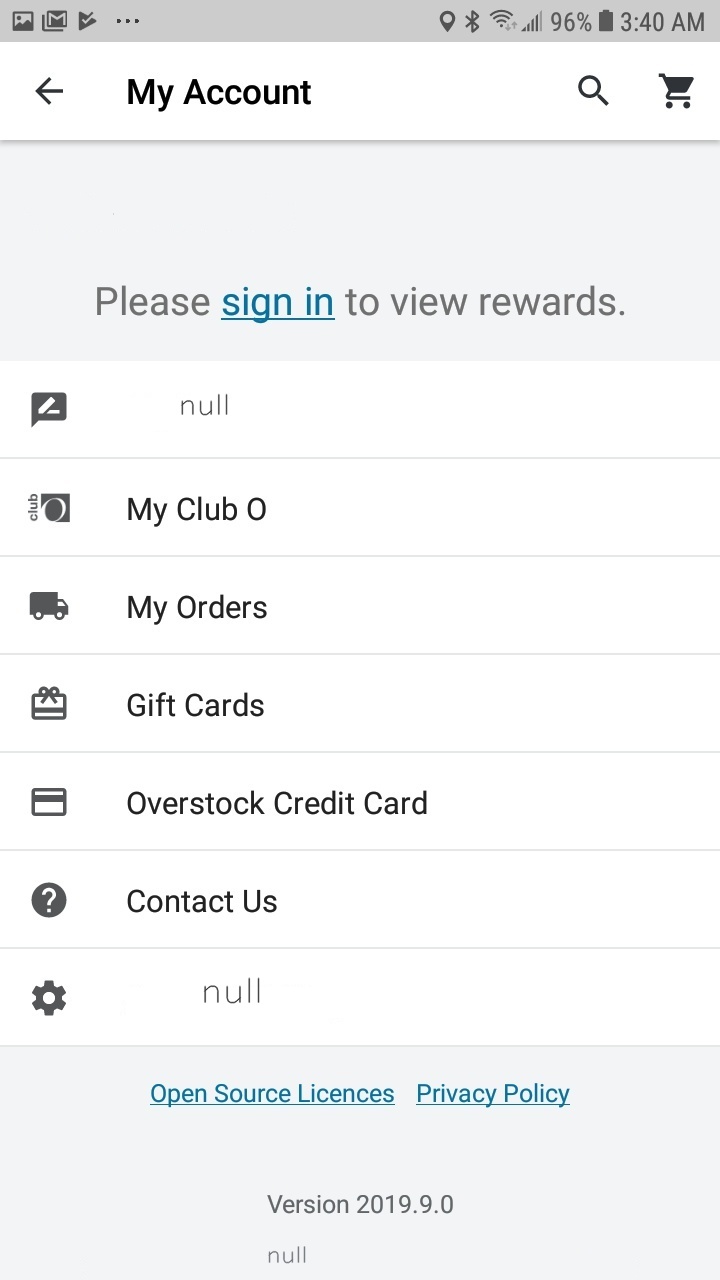 96% 3:40 AM
My Account
Please sign in to view rewards.
null
club O My Club O
My Orders
Gift Cards
Overstock Credit Card
? Contact Us
null
Open Source Licences Privacy Policy
Version 2019.9.0
null